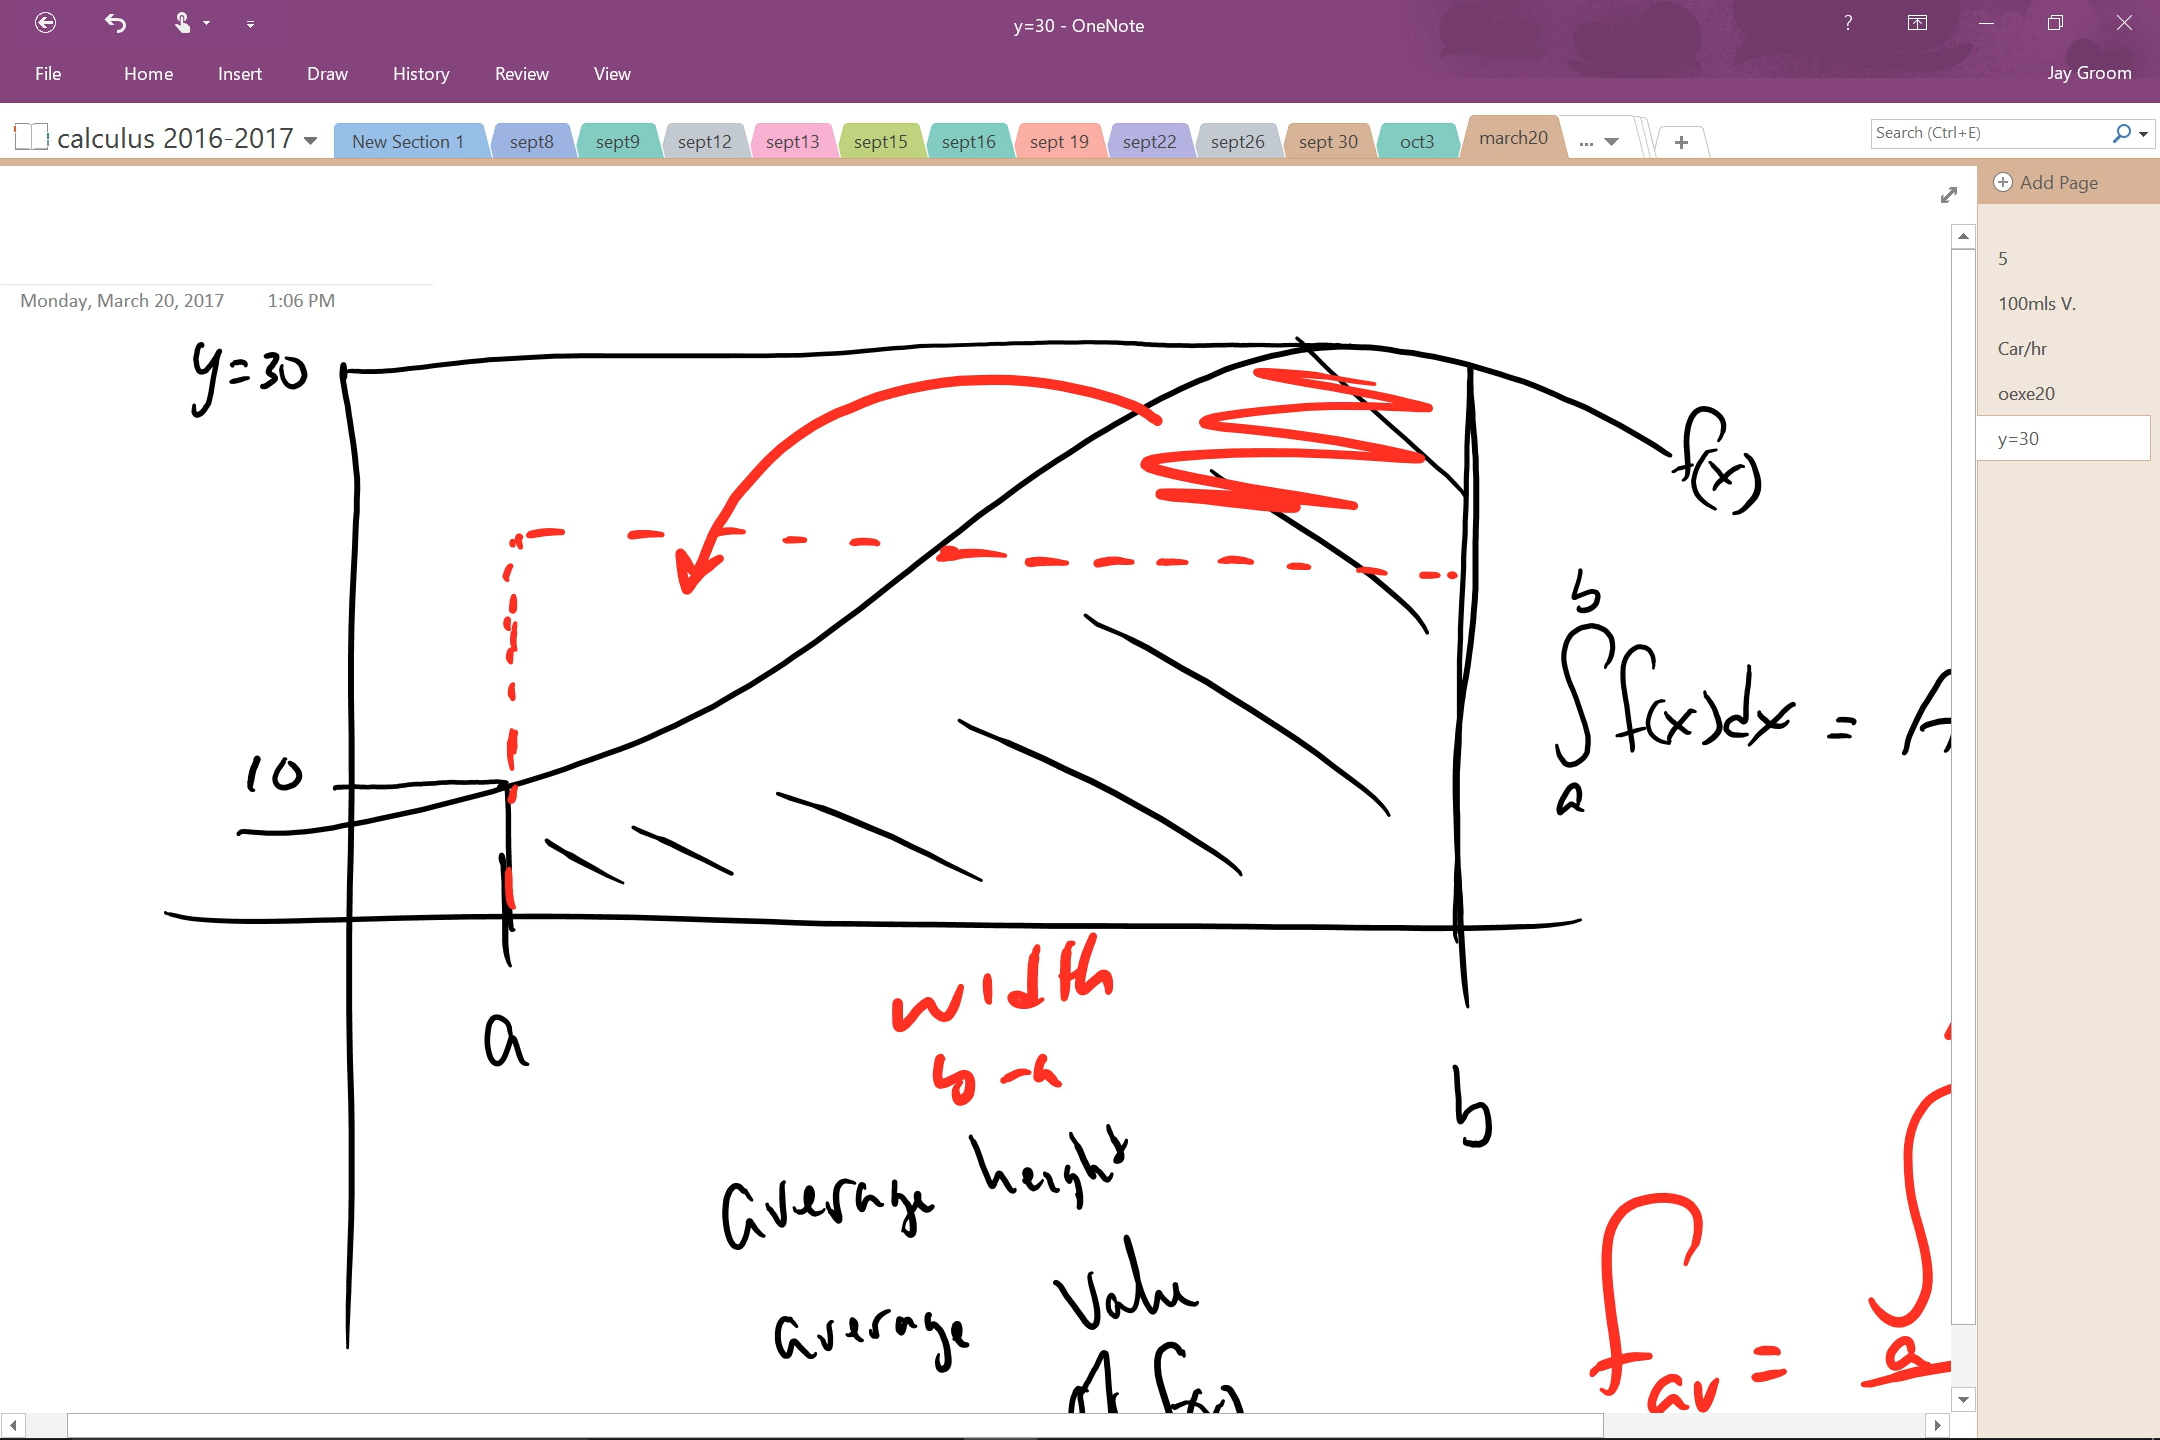 y=30 - OneNote
?
File Home Insert Draw History Review View
Jay Groom
calculus 2016-2017
New Section 1 sept8 sept9 sept12 sept13 sept15 sept16 sept 19 sept22 sept26 sept 30 oct3 march20 ...
Search (Ctrl+E)
Add Page
5
100mls V.
Car/hr
oexe20
y=30
Monday, March 20, 2017 1:06 PM
y=30
f(x)
b
∫f(x)dx = A
a
10
a
width
b-a
b
average height
average value
of f(x)
f av = ∫
a